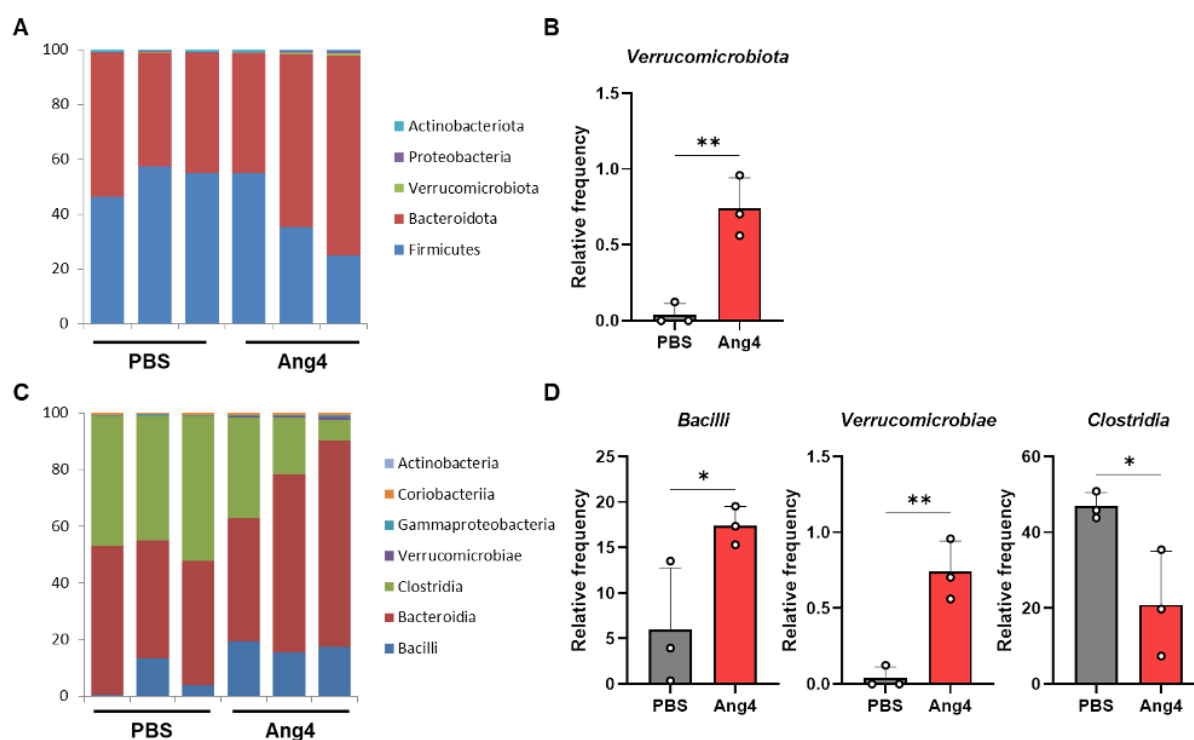 A
100
80
60
40
20
0
PBS
Ang4
Actinobacteriota
Proteobacteria
Verrucomicrobiota
Bacteroidota
Firmicutes
B
Verrucomicrobiota
Relative frequency
1.5
1.0
0.5
0.0
**
PBS
Ang4
C
100
80
60
40
20
0
PBS
Ang4
Actinobacteria
Coriobacteriia
Gammaproteobacteria
Verrucomicrobiae
Clostridia
Bacteroidia
Bacilli
D
Bacilli
Relative frequency
25
20
15
10
5
0
*
PBS
Ang4
Verrucomicrobiae
Relative frequency
1.5
1.0
0.5
0.0
**
PBS
Ang4
Clostridia
Relative frequency
60
40
20
0
*
PBS
Ang4